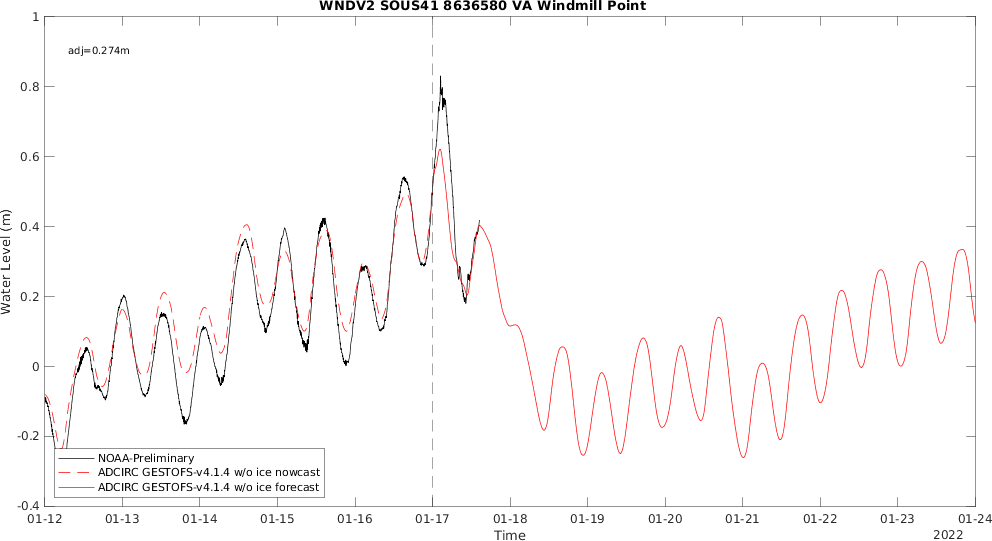 WNDV2 SOUS41 8636580 VA Windmill Point
adj=0.274m
Water Level (m)
1
0.8
0.6
0.4
0.2
0
-0.2
-0.4
NOAA-Preliminary
ADCIRC GESTOFS-v4.1.4 w/o ice nowcast
ADCIRC GESTOFS-v4.1.4 w/o ice forecast
01-12 01-13 01-14 01-15 01-16 01-17 01-18 01-19 01-20 01-21 01-22 01-23 01-24
Time
2022